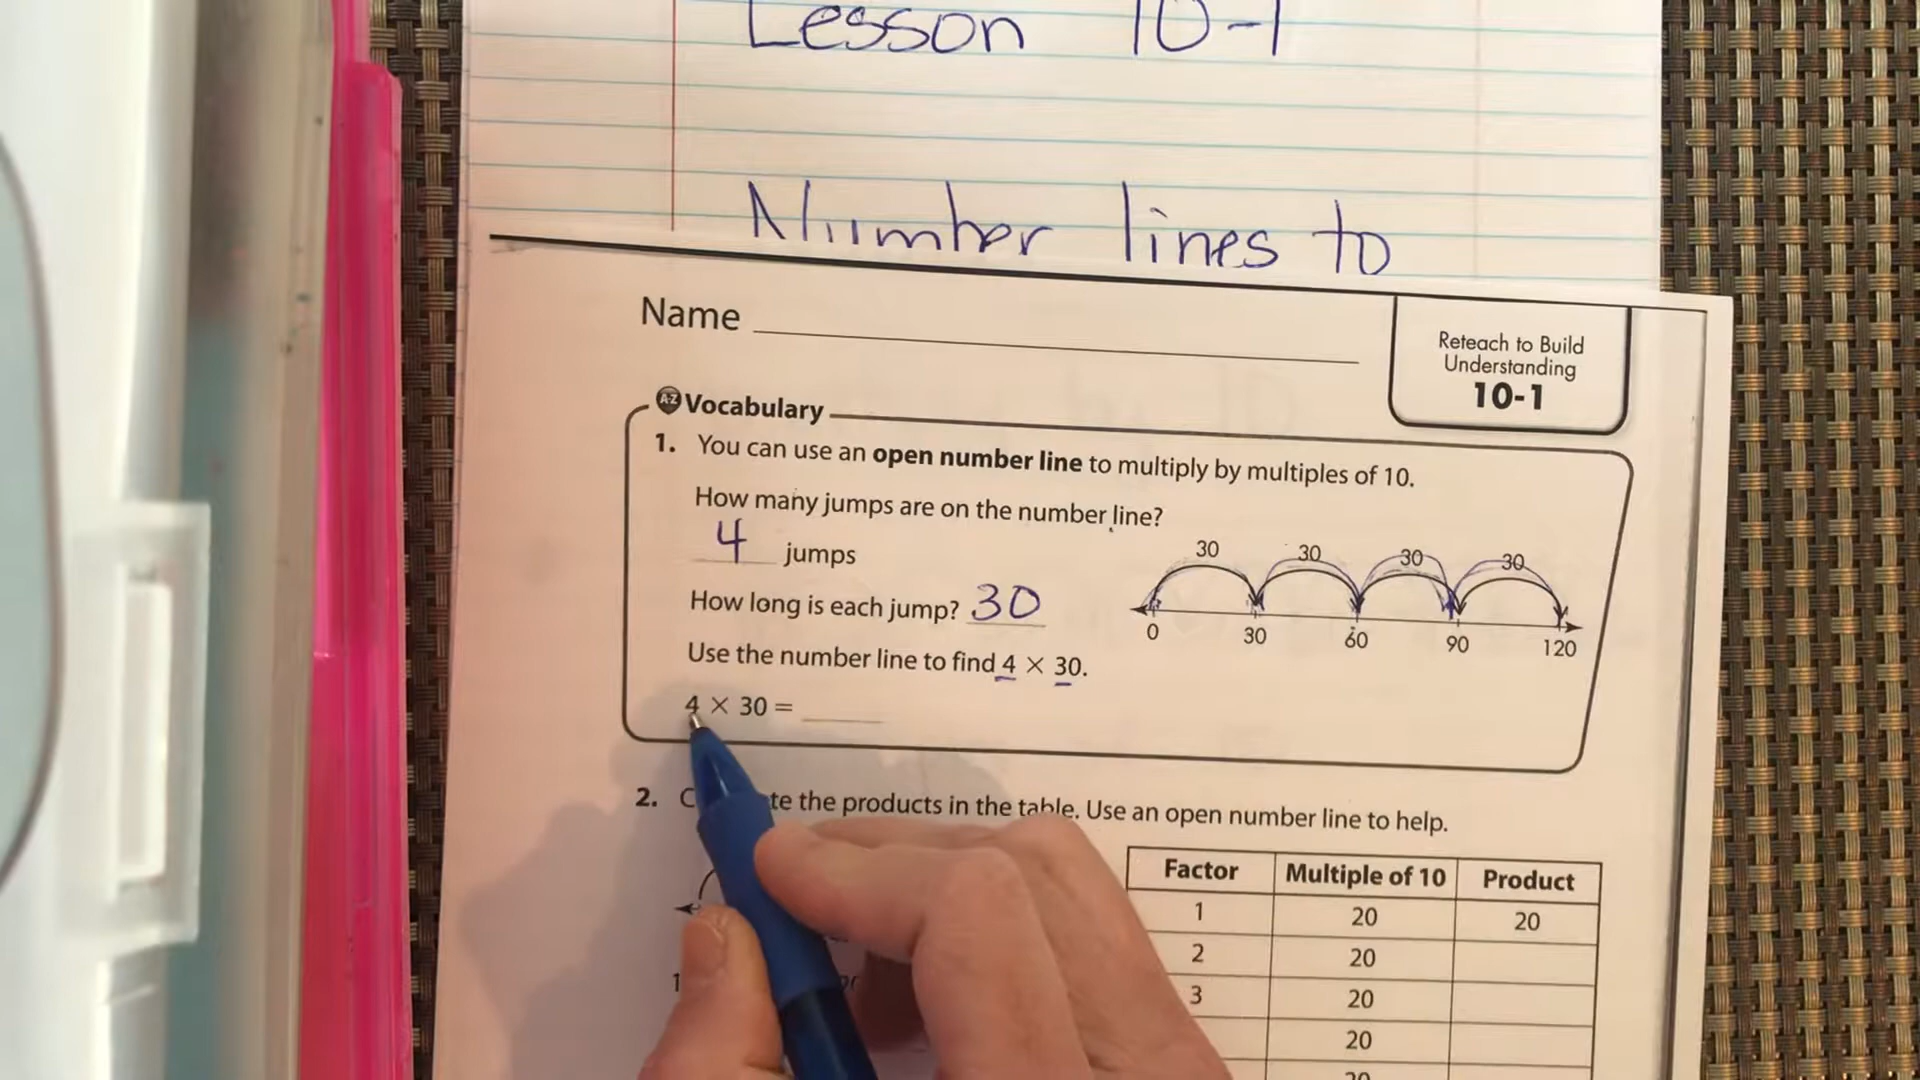 Lesson 10-1
Number lines to
Name
Reteach to Build
Understanding
10-1
A-Z Vocabulary
1. You can use an open number line to multiply by multiples of 10.
How many jumps are on the number line?
4 jumps
How long is each jump? 30
Use the number line to find 4 × 30.
4 × 30 =
30 30 30 30
0 30 60 90 120
2. the products in the table. Use an open number line to help.
Factor Multiple of 10 Product
1 20 20
2 20
3 20
20
20